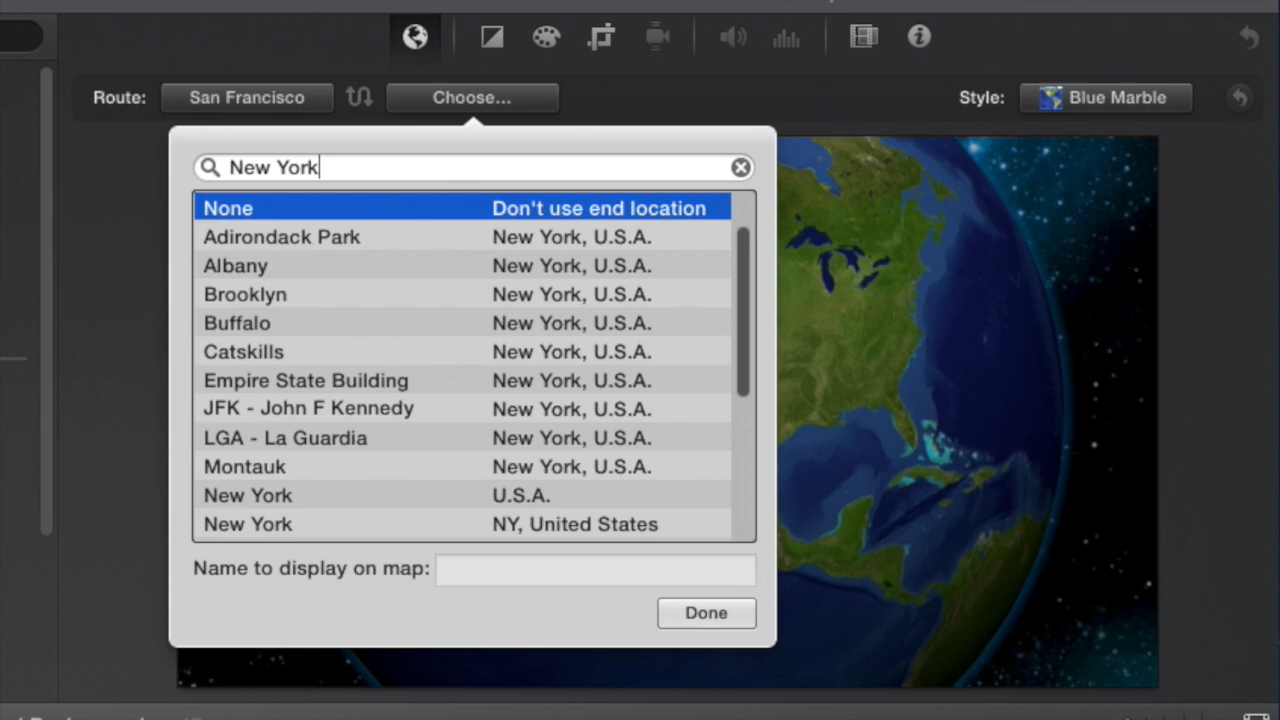 Route: San Francisco Choose... Style: Blue Marble
New York
None Don't use end location
Adirondack Park New York, U.S.A.
Albany New York, U.S.A.
Brooklyn New York, U.S.A.
Buffalo New York, U.S.A.
Catskills New York, U.S.A.
Empire State Building New York, U.S.A.
JFK - John F Kennedy New York, U.S.A.
LGA - La Guardia New York, U.S.A.
Montauk New York, U.S.A.
New York U.S.A.
New York NY, United States
Name to display on map:
Done